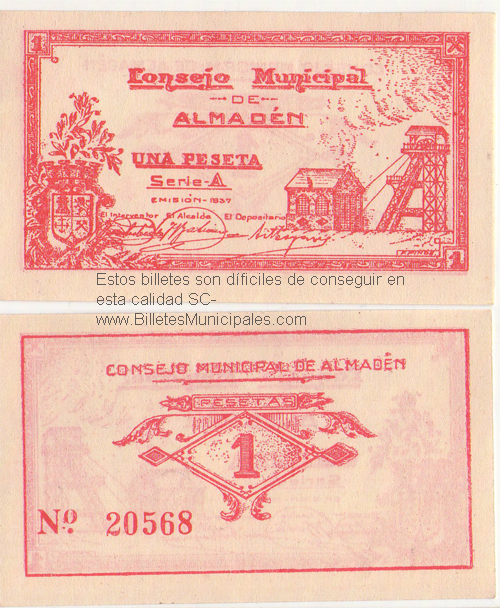 1
Consejo Municipal
DE
ALMADÉN
UNA PESETA
Serie-A
EMISIÓN-1937
El Interventor El Alcalde El Depositario
1
Estos billetes son díficiles de conseguir en
esta calidad SC-
www.BilletesMunicipales.com
CONSEJO MUNICIPAL DE ALMADÉN
PESETAS
1
Nº. 20568